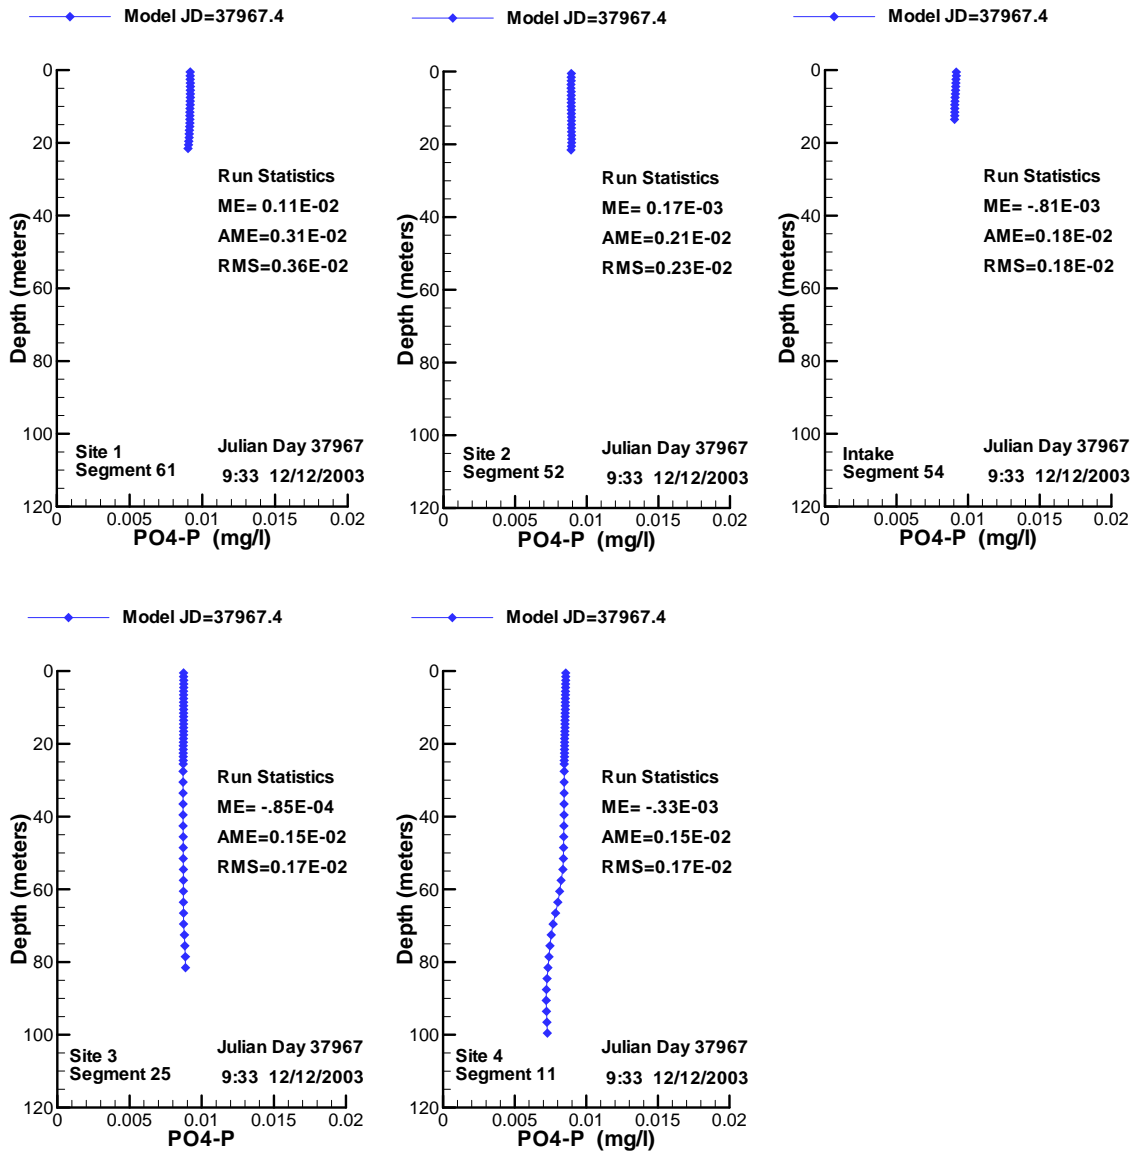 Model JD=37967.4
0
20
40
60
80
100
120
Depth (meters)
Run Statistics
ME= 0.11E-02
AME=0.31E-02
RMS=0.36E-02
Site 1
Segment 61
Julian Day 37967
9:33 12/12/2003
0 0.005 0.01 0.015 0.02
PO4-P (mg/l)
Model JD=37967.4
0
20
40
60
80
100
120
Depth (meters)
Run Statistics
ME= 0.17E-03
AME=0.21E-02
RMS=0.23E-02
Site 2
Segment 52
Julian Day 37967
9:33 12/12/2003
0 0.005 0.01 0.015 0.02
PO4-P (mg/l)
Model JD=37967.4
0
20
40
60
80
100
120
Depth (meters)
Run Statistics
ME= -.81E-03
AME=0.18E-02
RMS=0.18E-02
Intake
Segment 54
Julian Day 37967
9:33 12/12/2003
0 0.005 0.01 0.015 0.02
PO4-P (mg/l)
Model JD=37967.4
0
20
40
60
80
100
120
Depth (meters)
Run Statistics
ME= -.85E-04
AME=0.15E-02
RMS=0.17E-02
Site 3
Segment 25
Julian Day 37967
9:33 12/12/2003
0 0.005 0.01 0.015 0.02
PO4-P
Model JD=37967.4
0
20
40
60
80
100
120
Depth (meters)
Run Statistics
ME= -.33E-03
AME=0.15E-02
RMS=0.17E-02
Site 4
Segment 11
Julian Day 37967
9:33 12/12/2003
0 0.005 0.01 0.015 0.02
PO4-P (mg/l)